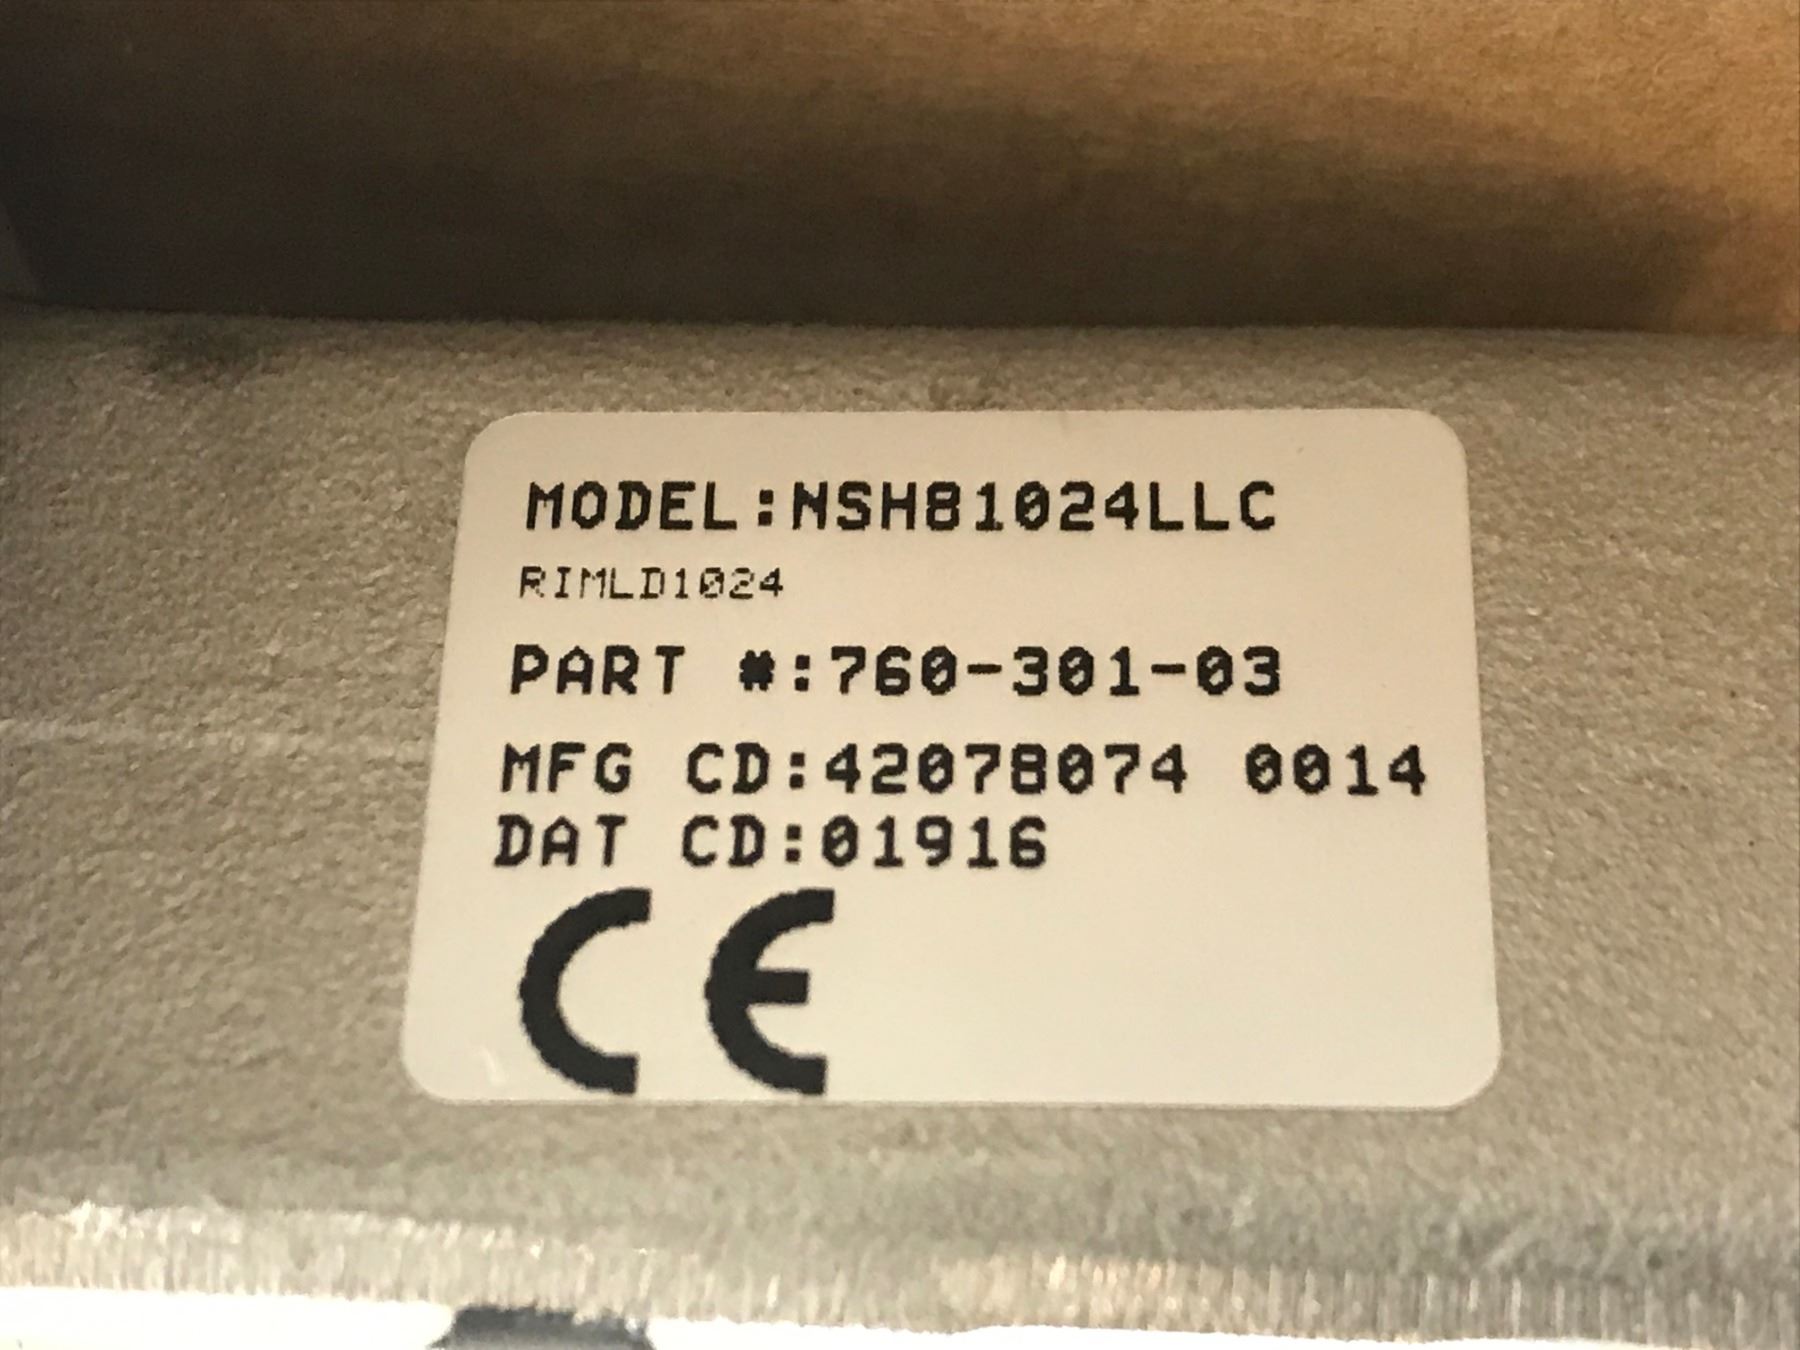 MODEL:NSH81024LLC
RIMLD1024
PART #:760-301-03
MFG CD:42078074 0014
DAT CD:01916
CE